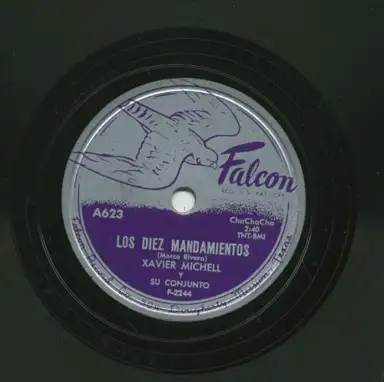 Falcon
A623
ChaChaCha
2:40
TNT-BMI
LOS DIEZ MANDAMIENTOS
(Marco Rivera)
XAVIER MICHELL
Y
SU CONJUNTO
F-2244